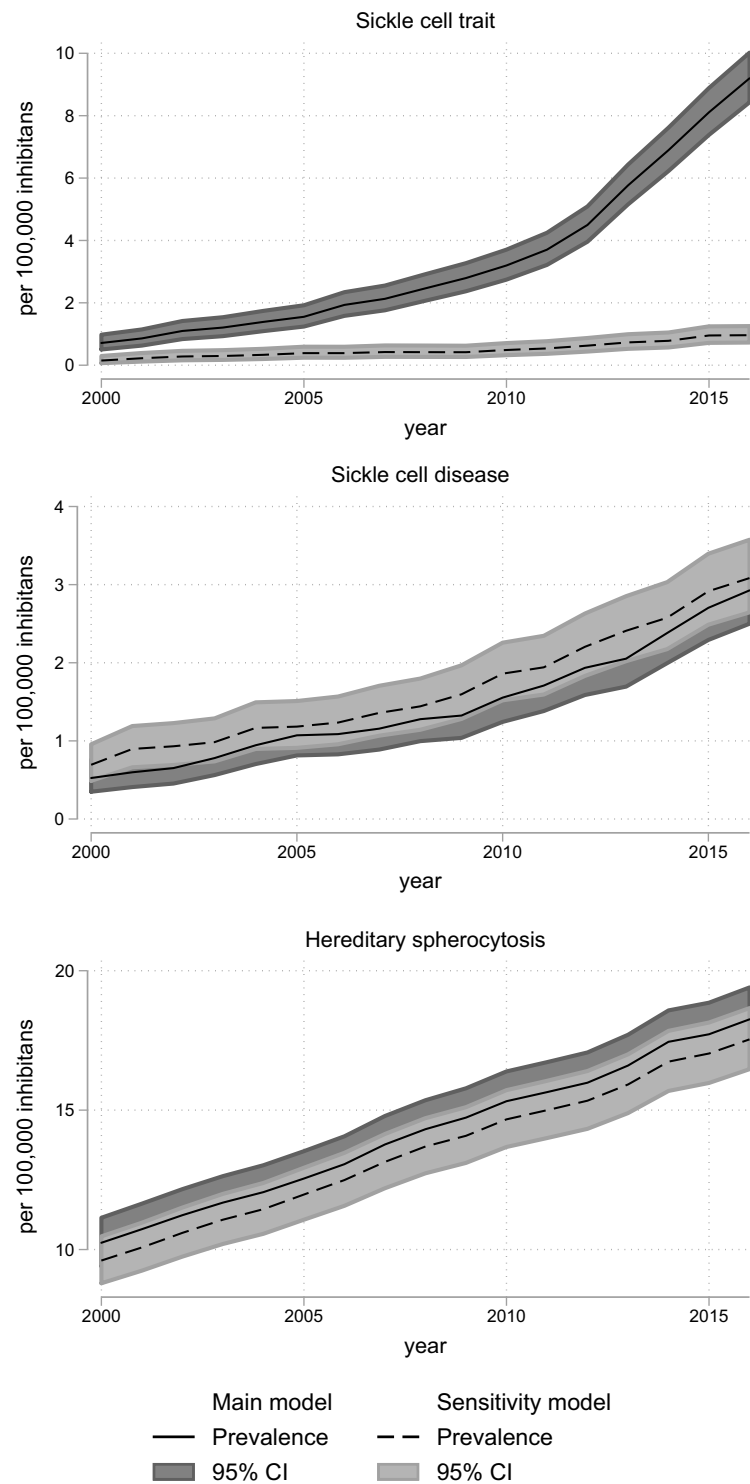 Sickle cell trait
10
8
6
4
2
0
per 100,000 inhibitans
2000 2005 2010 2015
year
Sickle cell disease
4
3
2
1
0
per 100,000 inhibitans
2000 2005 2010 2015
year
Hereditary spherocytosis
20
15
10
per 100,000 inhibitans
2000 2005 2010 2015
year
Main model Sensitivity model
Prevalence Prevalence
95% CI 95% CI